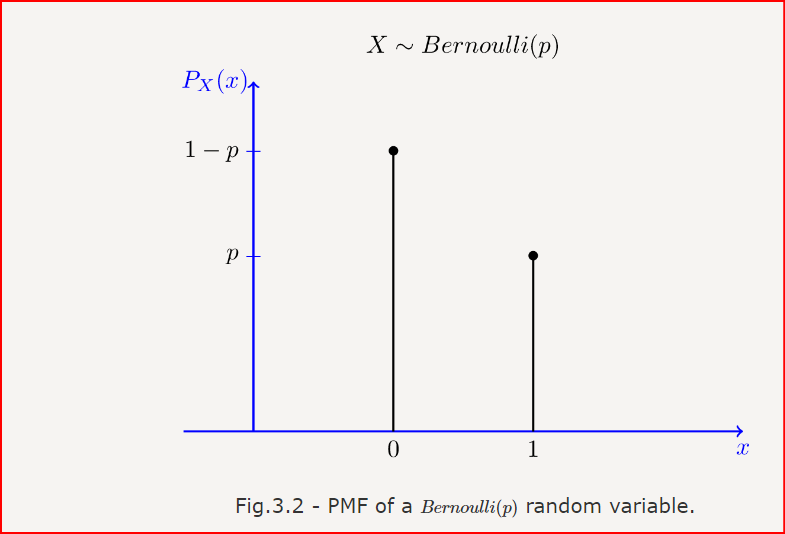 X ∼ Bernoulli(p)
P_X(x)
1 − p
p
0 1
x
Fig.3.2 - PMF of a Bernoulli(p) random variable.